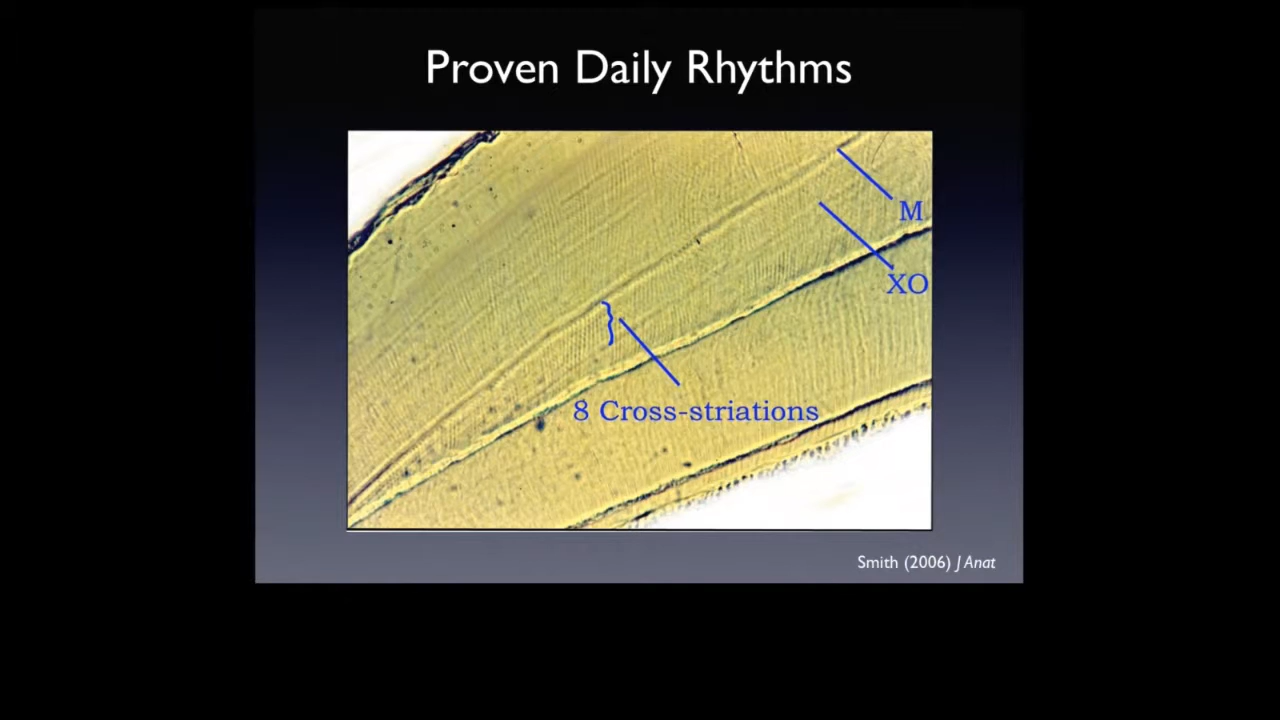 Proven Daily Rhythms
M
XO
8 Cross-striations
Smith (2006) J Anat